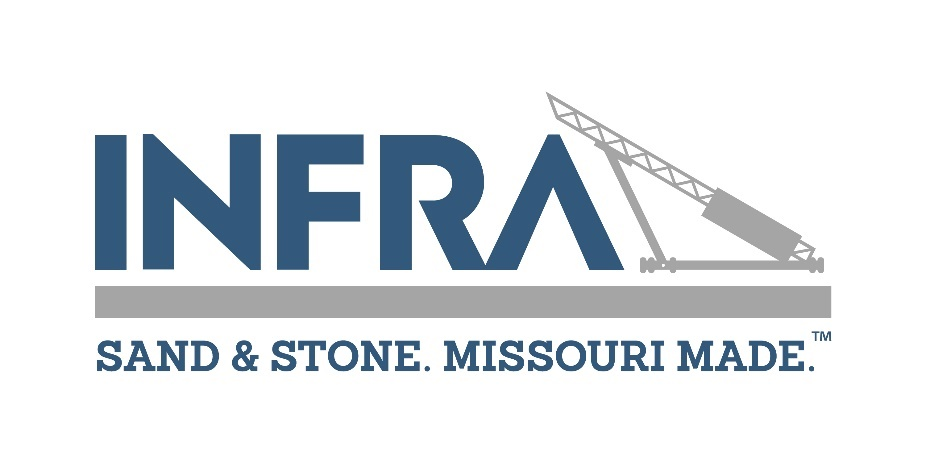 INFRA
SAND & STONE. MISSOURI MADE.™